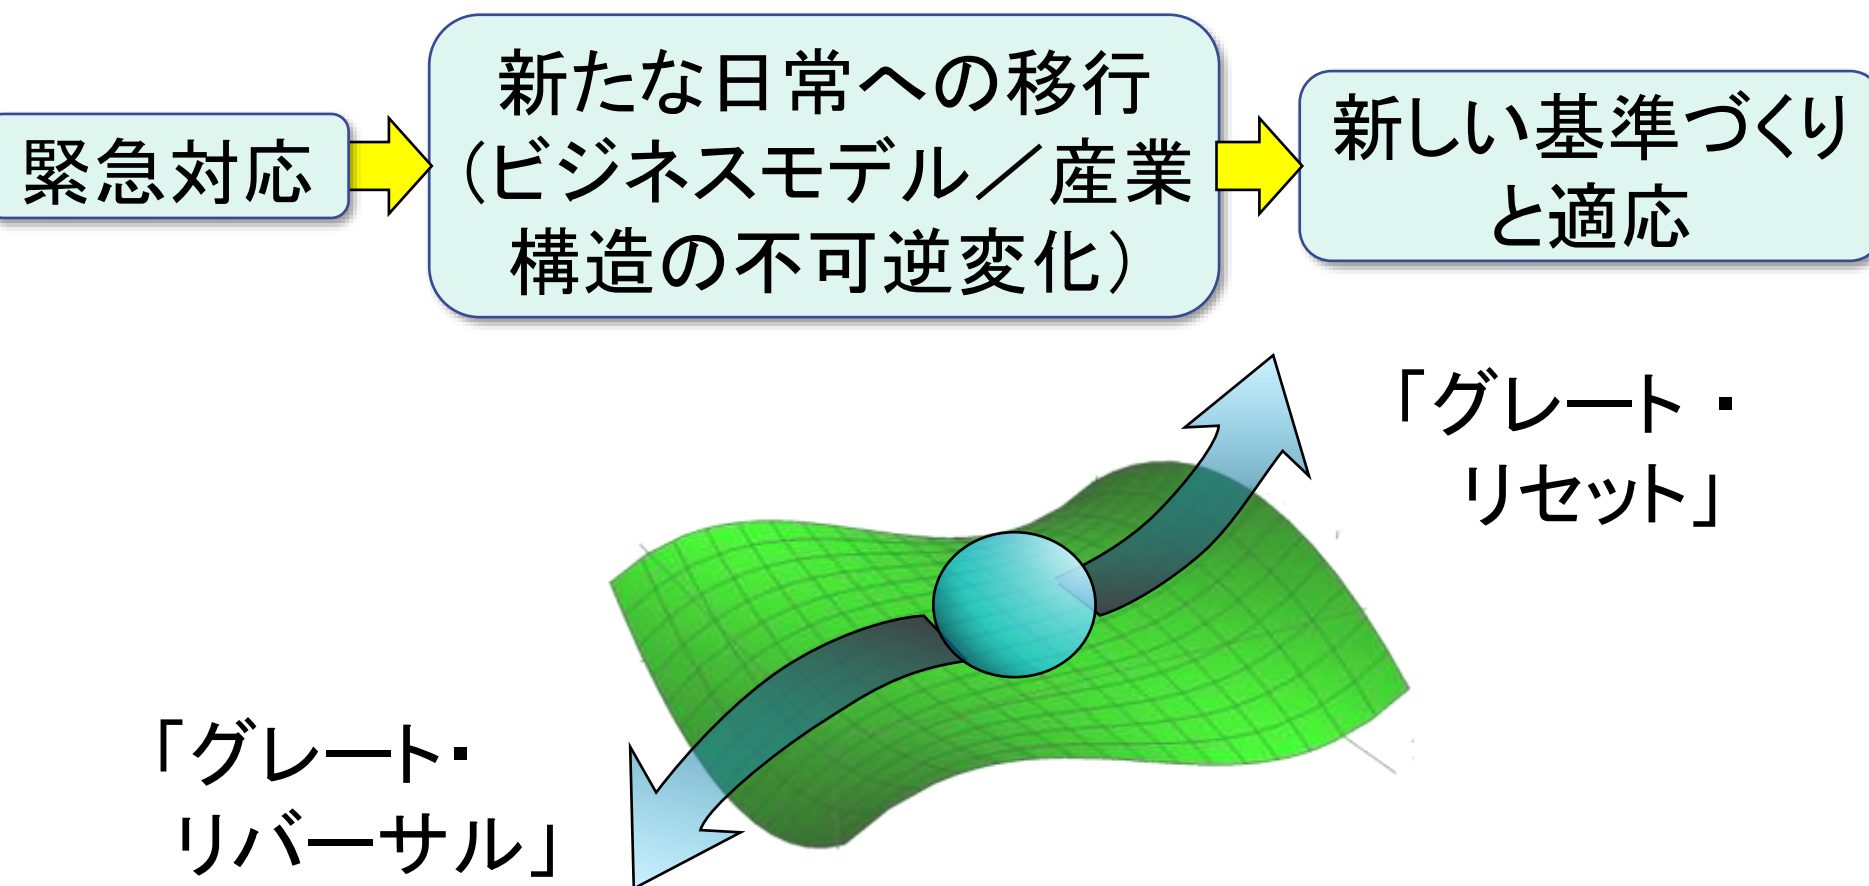 緊急対応
新たな日常への移行
（ビジネスモデル／産業
構造の不可逆変化）
新しい基準づくり
と適応
「グレート・
リセット」
「グレート・
リバーサル」